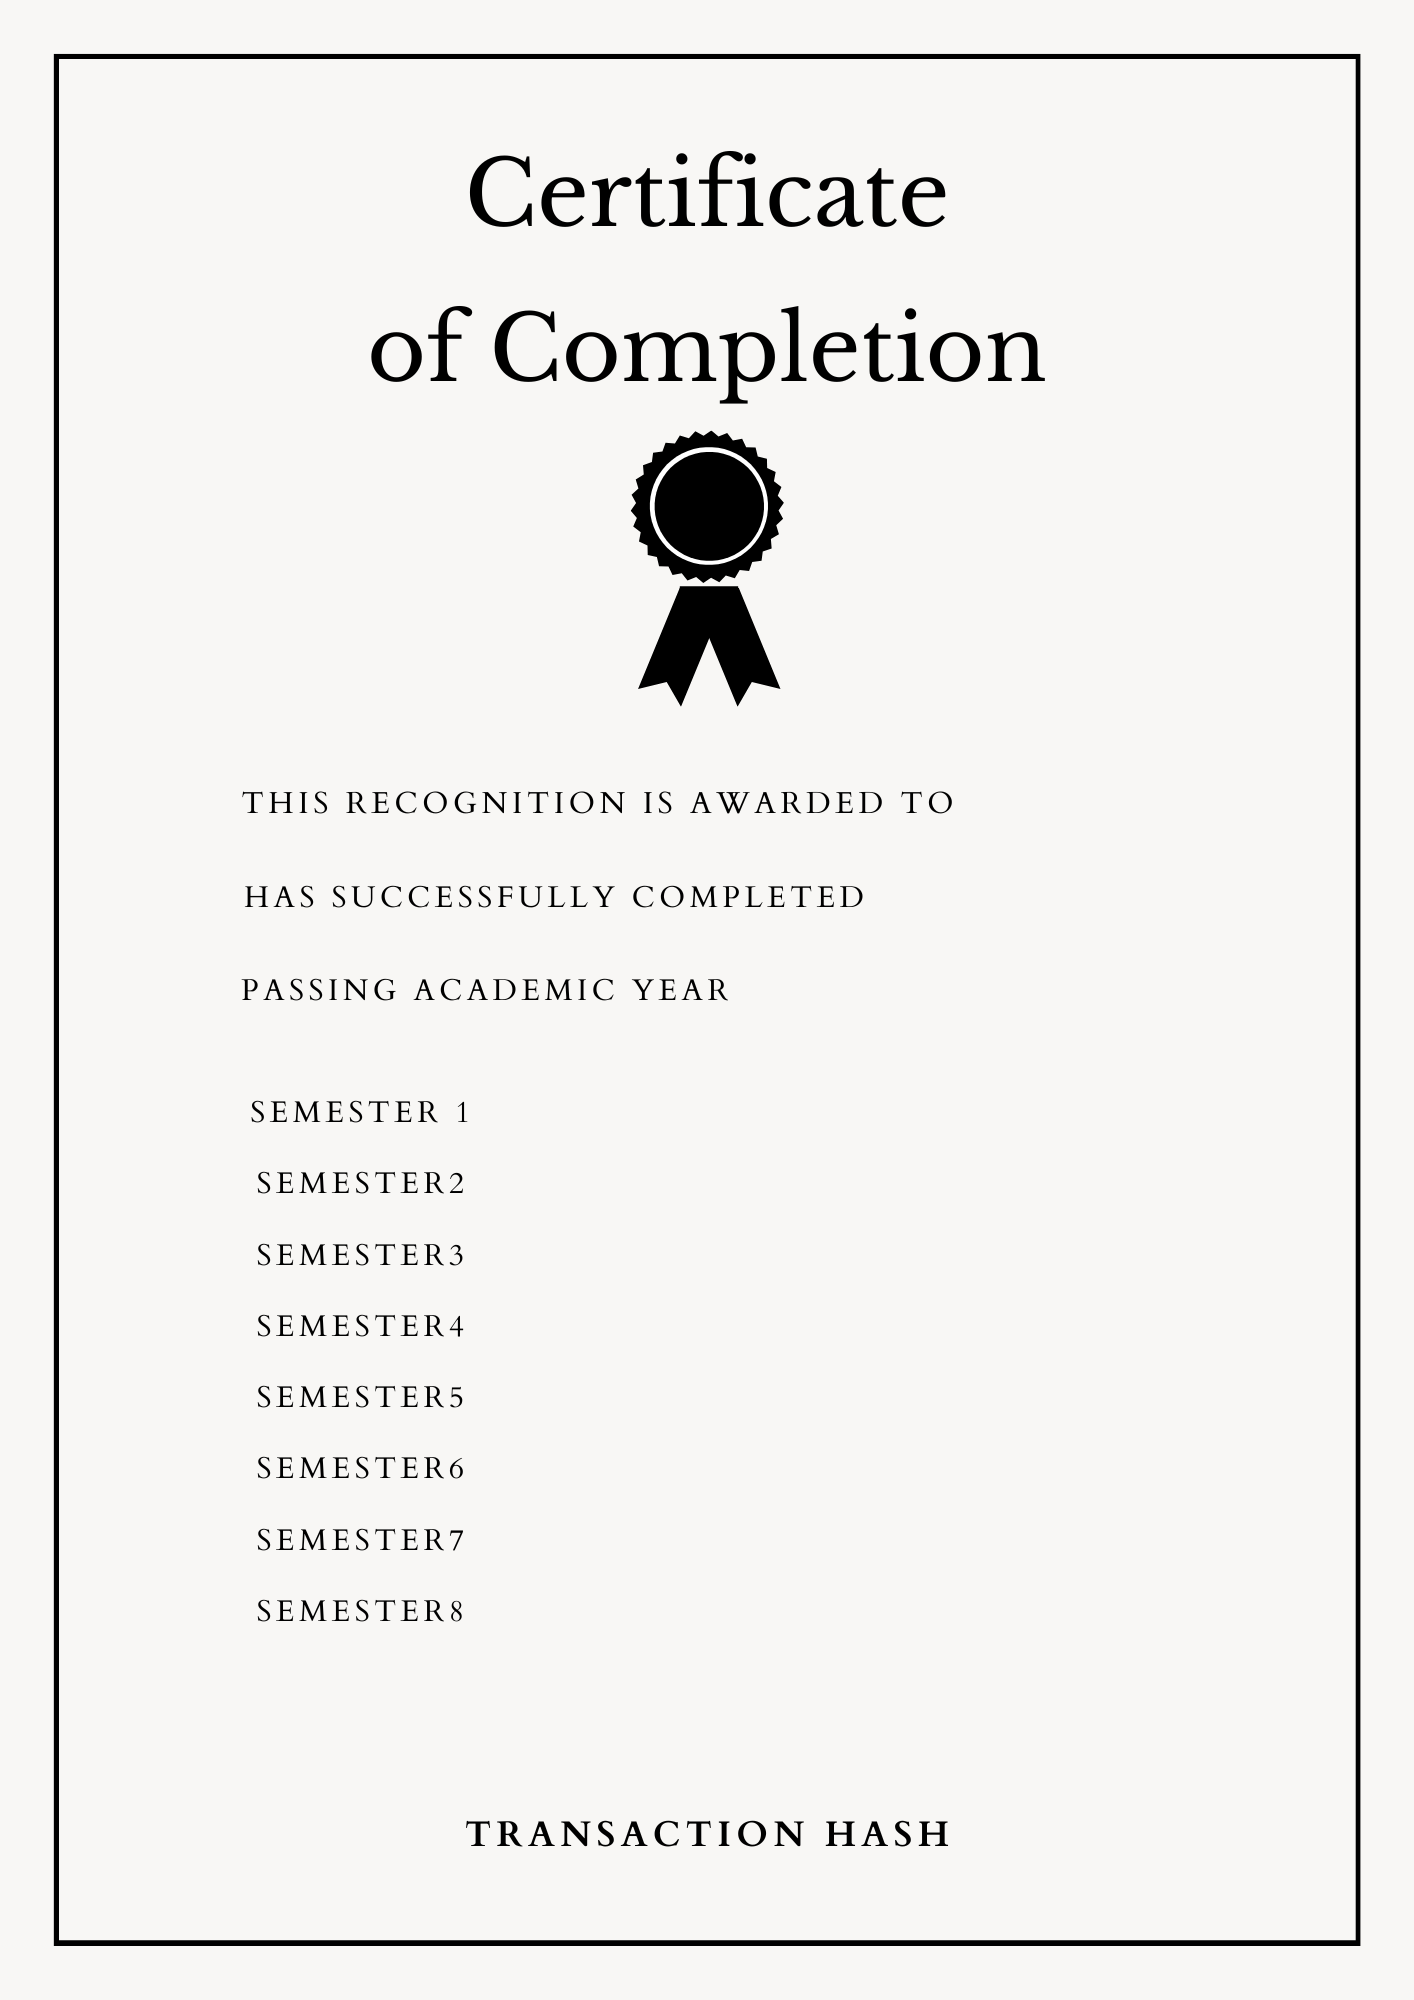 Certificate
of Completion
THIS RECOGNITION IS AWARDED TO
HAS SUCCESSFULLY COMPLETED
PASSING ACADEMIC YEAR
SEMESTER 1
SEMESTER2
SEMESTER3
SEMESTER4
SEMESTER5
SEMESTER6
SEMESTER7
SEMESTER8
TRANSACTION HASH